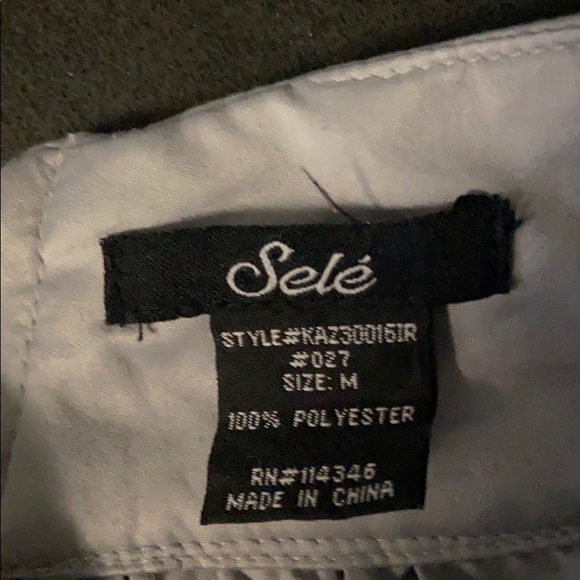 Selé
STYLE#KAZ30016IR
#027
SIZE: M
100% POLYESTER
RN#114346
MADE IN CHINA